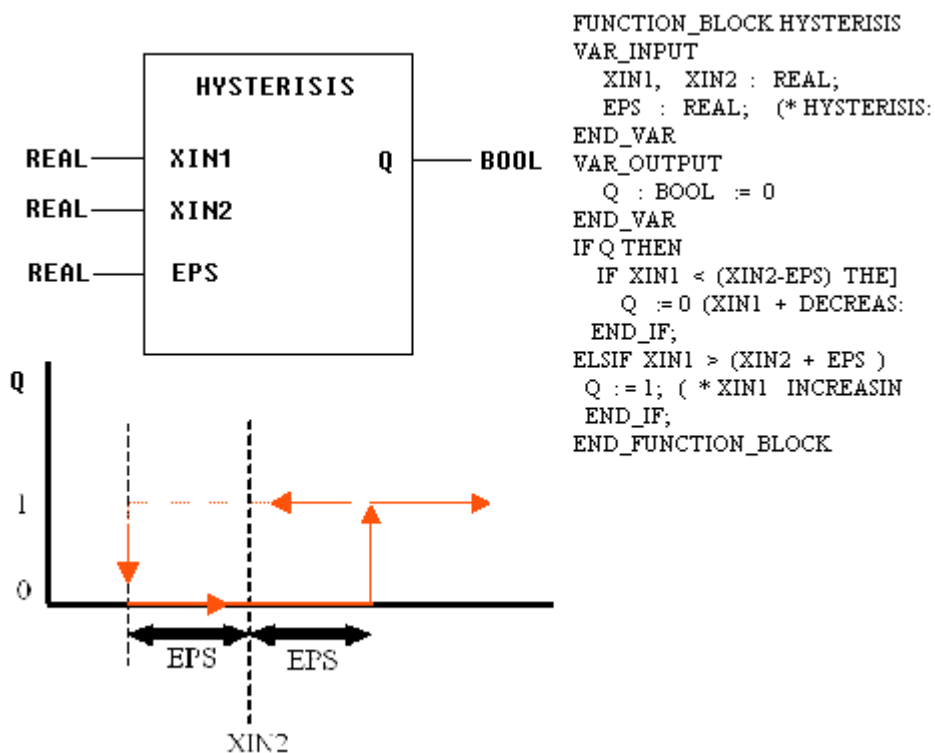 HYSTERISIS
REAL XIN1 Q BOOL
REAL XIN2
REAL EPS
Q
1
0
EPS EPS
XIN2
FUNCTION_BLOCK HYSTERISIS
VAR_INPUT
XIN1, XIN2 : REAL;
EPS : REAL; (* HYSTERISIS:
END_VAR
VAR_OUTPUT
Q : BOOL := 0
END_VAR
IF Q THEN
IF XIN1 < (XIN2-EPS) THE]
Q := 0 (XIN1 + DECREAS:
END_IF;
ELSIF XIN1 > (XIN2 + EPS )
Q := 1; ( * XIN1 INCREASIN
END_IF;
END_FUNCTION_BLOCK